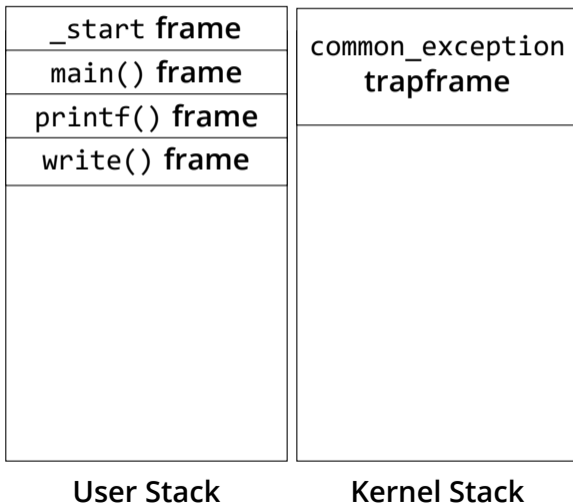 _start frame
main() frame
printf() frame
write() frame
common_exception
trapframe
User Stack
Kernel Stack